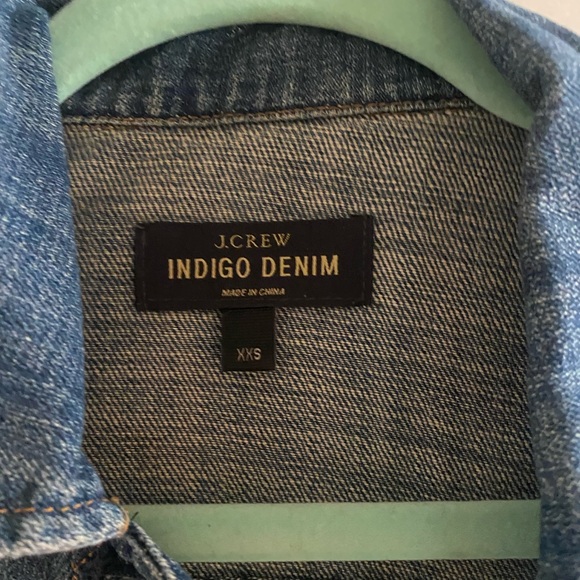 J.CREW
INDIGO DENIM
MADE IN CHINA
XXS